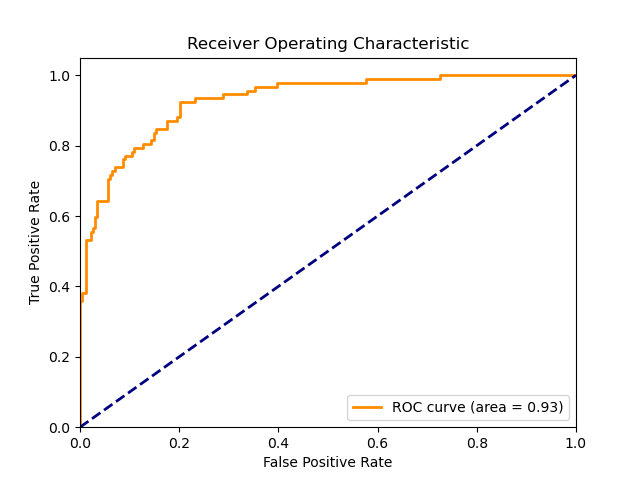 Receiver Operating Characteristic
1.0
0.8
0.6
0.4
0.2
0.0
True Positive Rate
ROC curve (area = 0.93)
0.0 0.2 0.4 0.6 0.8 1.0
False Positive Rate